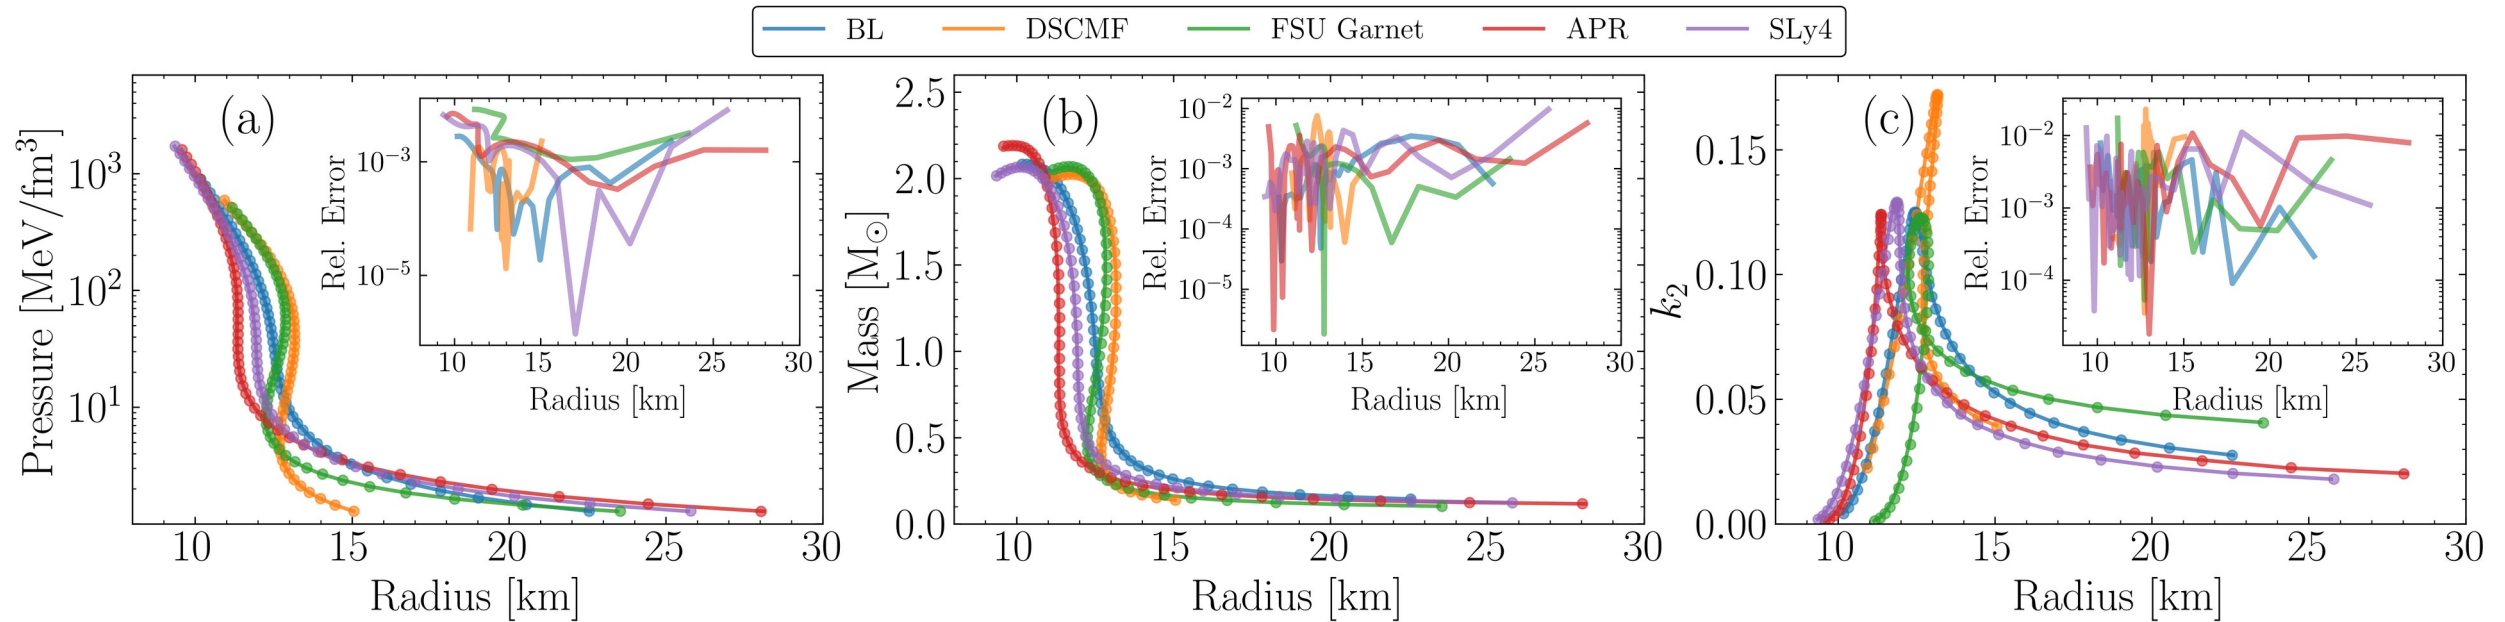 BL DSCMF FSU Garnet APR SLy4
(a)
Pressure [MeV/fm³]
10³
10²
10¹
10 15 20 25 30
Radius [km]
Rel. Error
10⁻³
10⁻⁵
10 15 20 25 30
Radius [km]
(b)
Mass [M☉]
2.5
2.0
1.5
1.0
0.5
0.0
10 15 20 25 30
Radius [km]
Rel. Error
10⁻²
10⁻³
10⁻⁴
10⁻⁵
10 15 20 25 30
Radius [km]
(c)
k₂
0.15
0.10
0.05
0.00
10 15 20 25 30
Radius [km]
Rel. Error
10⁻²
10⁻³
10⁻⁴
10 15 20 25 30
Radius [km]